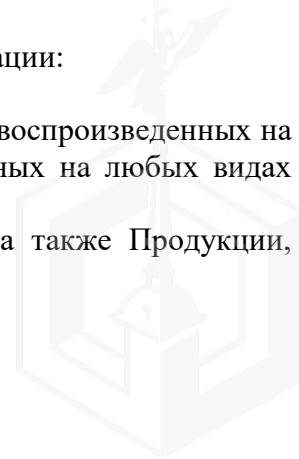 ации:
воспроизведенных на
ных на любых видах
а также Продукции,